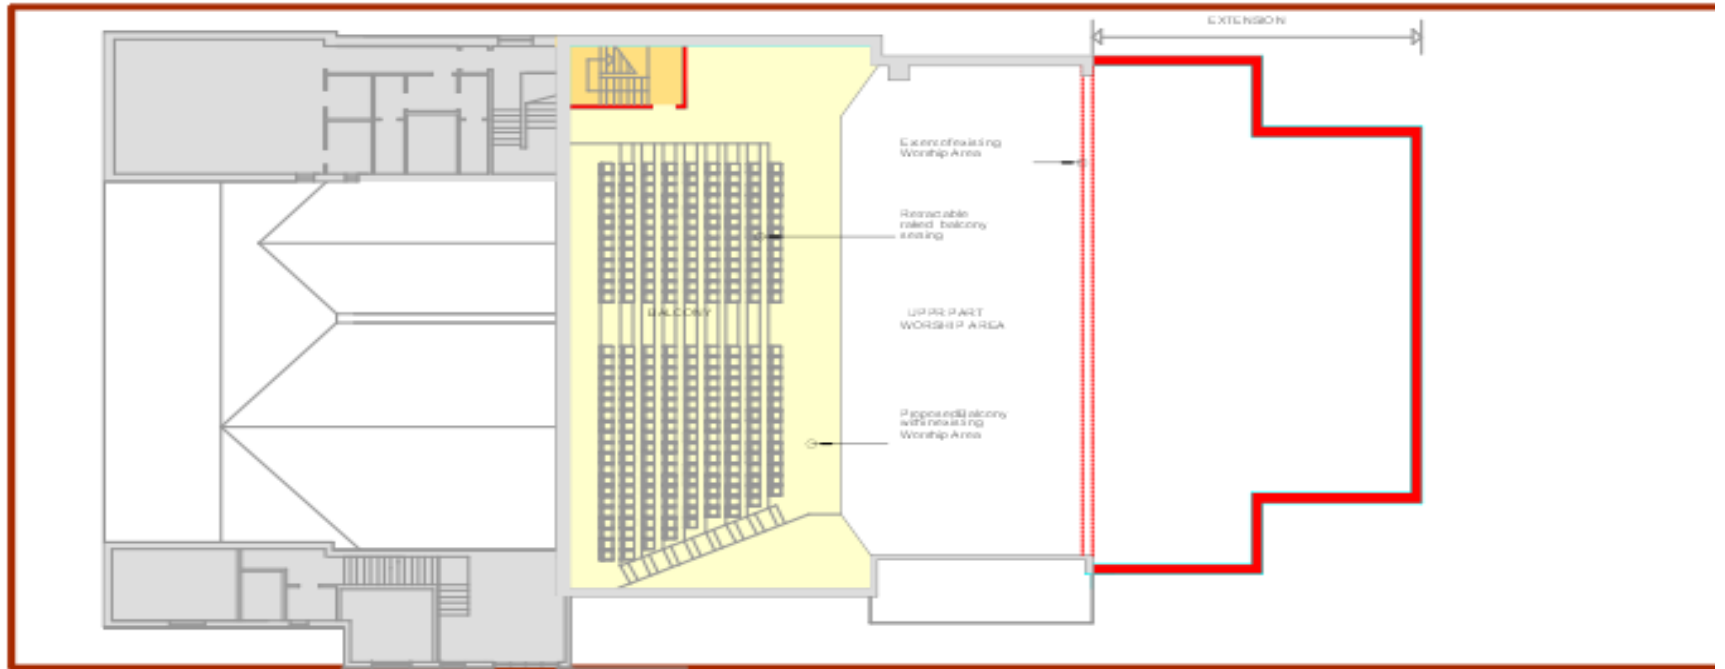 EXTENSION
Extent of existing
Worship Area
Retractable
raked balcony
seating
BALCONY
UPPR PART
WORSHIP AREA
Proposed Balcony
within existing
Worship Area